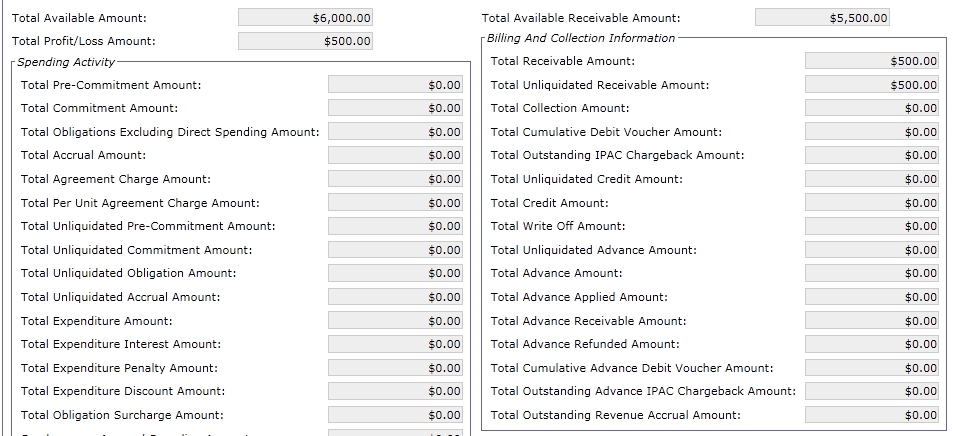 Total Available Amount: $6,000.00
Total Profit/Loss Amount: $500.00
Spending Activity
Total Pre-Commitment Amount: $0.00
Total Commitment Amount: $0.00
Total Obligations Excluding Direct Spending Amount: $0.00
Total Accrual Amount: $0.00
Total Agreement Charge Amount: $0.00
Total Per Unit Agreement Charge Amount: $0.00
Total Unliquidated Pre-Commitment Amount: $0.00
Total Unliquidated Commitment Amount: $0.00
Total Unliquidated Obligation Amount: $0.00
Total Unliquidated Accrual Amount: $0.00
Total Expenditure Amount: $0.00
Total Expenditure Interest Amount: $0.00
Total Expenditure Penalty Amount: $0.00
Total Expenditure Discount Amount: $0.00
Total Obligation Surcharge Amount: $0.00
Total Available Receivable Amount: $5,500.00
Billing And Collection Information
Total Receivable Amount: $500.00
Total Unliquidated Receivable Amount: $500.00
Total Collection Amount: $0.00
Total Cumulative Debit Voucher Amount: $0.00
Total Outstanding IPAC Chargeback Amount: $0.00
Total Unliquidated Credit Amount: $0.00
Total Credit Amount: $0.00
Total Write Off Amount: $0.00
Total Unliquidated Advance Amount: $0.00
Total Advance Amount: $0.00
Total Advance Applied Amount: $0.00
Total Advance Receivable Amount: $0.00
Total Advance Refunded Amount: $0.00
Total Cumulative Advance Debit Voucher Amount: $0.00
Total Outstanding Advance IPAC Chargeback Amount: $0.00
Total Outstanding Revenue Accrual Amount: $0.00